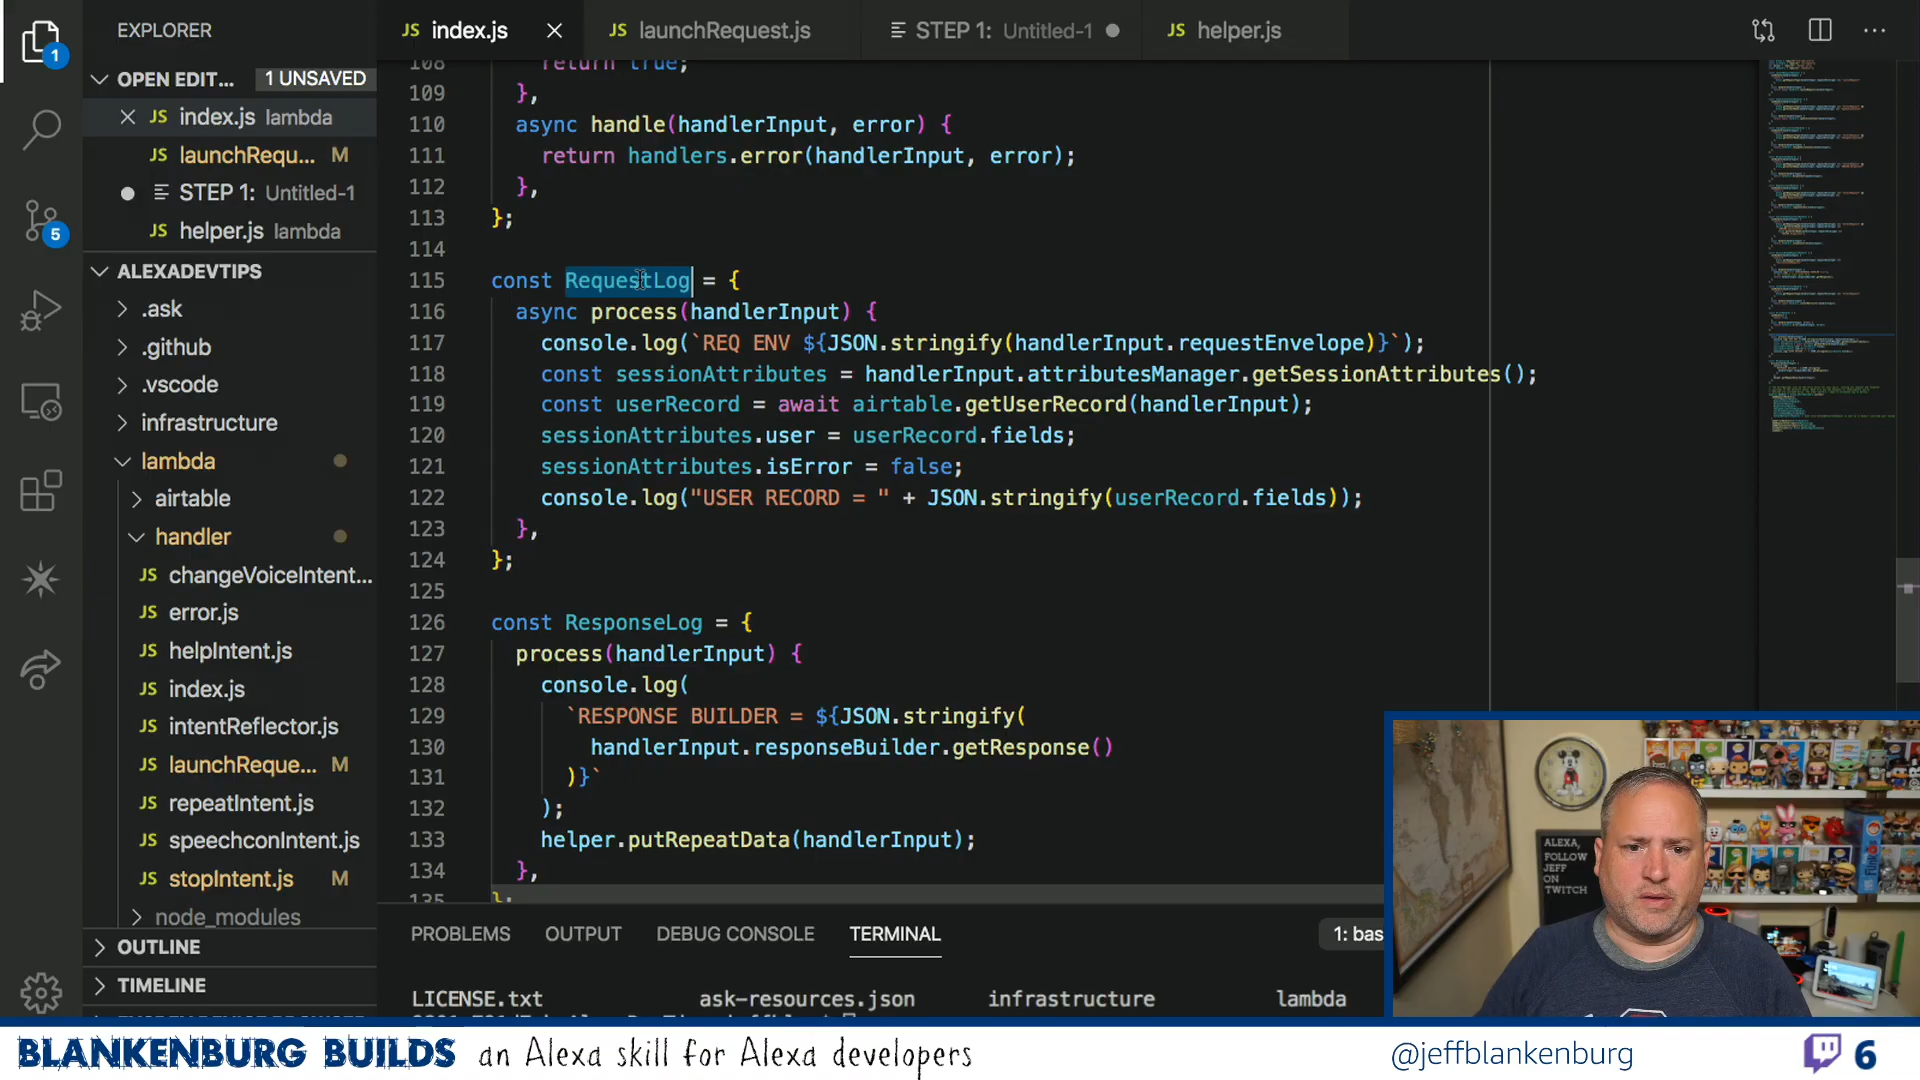 EXPLORER
JS index.js
JS launchRequest.js
STEP 1: Untitled-1
JS helper.js
1
OPEN EDIT... 1 UNSAVED
JS index.js lambda
JS launchRequ... M
STEP 1: Untitled-1
JS helper.js lambda
5
ALEXADEVTIPS
.ask
.github
.vscode
infrastructure
lambda
airtable
handler
JS changeVoiceIntent...
JS error.js
JS helpIntent.js
JS index.js
JS intentReflector.js
JS launchReque... M
JS repeatIntent.js
JS speechconIntent.js
JS stopIntent.js M
node_modules
OUTLINE
TIMELINE
108 return true;
109 },
110 async handle(handlerInput, error) {
111 return handlers.error(handlerInput, error);
112 },
113 };
114
115 const RequestLog = {
116 async process(handlerInput) {
117 console.log(`REQ ENV ${JSON.stringify(handlerInput.requestEnvelope)}`);
118 const sessionAttributes = handlerInput.attributesManager.getSessionAttributes();
119 const userRecord = await airtable.getUserRecord(handlerInput);
120 sessionAttributes.user = userRecord.fields;
121 sessionAttributes.isError = false;
122 console.log("USER RECORD = " + JSON.stringify(userRecord.fields));
123 },
124 };
125
126 const ResponseLog = {
127 process(handlerInput) {
128 console.log(
129 `RESPONSE BUILDER = ${JSON.stringify(
130 handlerInput.responseBuilder.getResponse()
131 )}`
132 );
133 helper.putRepeatData(handlerInput);
134 },
135 };
PROBLEMS OUTPUT DEBUG CONSOLE TERMINAL 1: bas
LICENSE.txt ask-resources.json infrastructure lambda
ALEXA,
FOLLOW
JEFF
ON
TWITCH
BLANKENBURG BUILDS an Alexa skill for Alexa developers
@jeffblankenburg 6